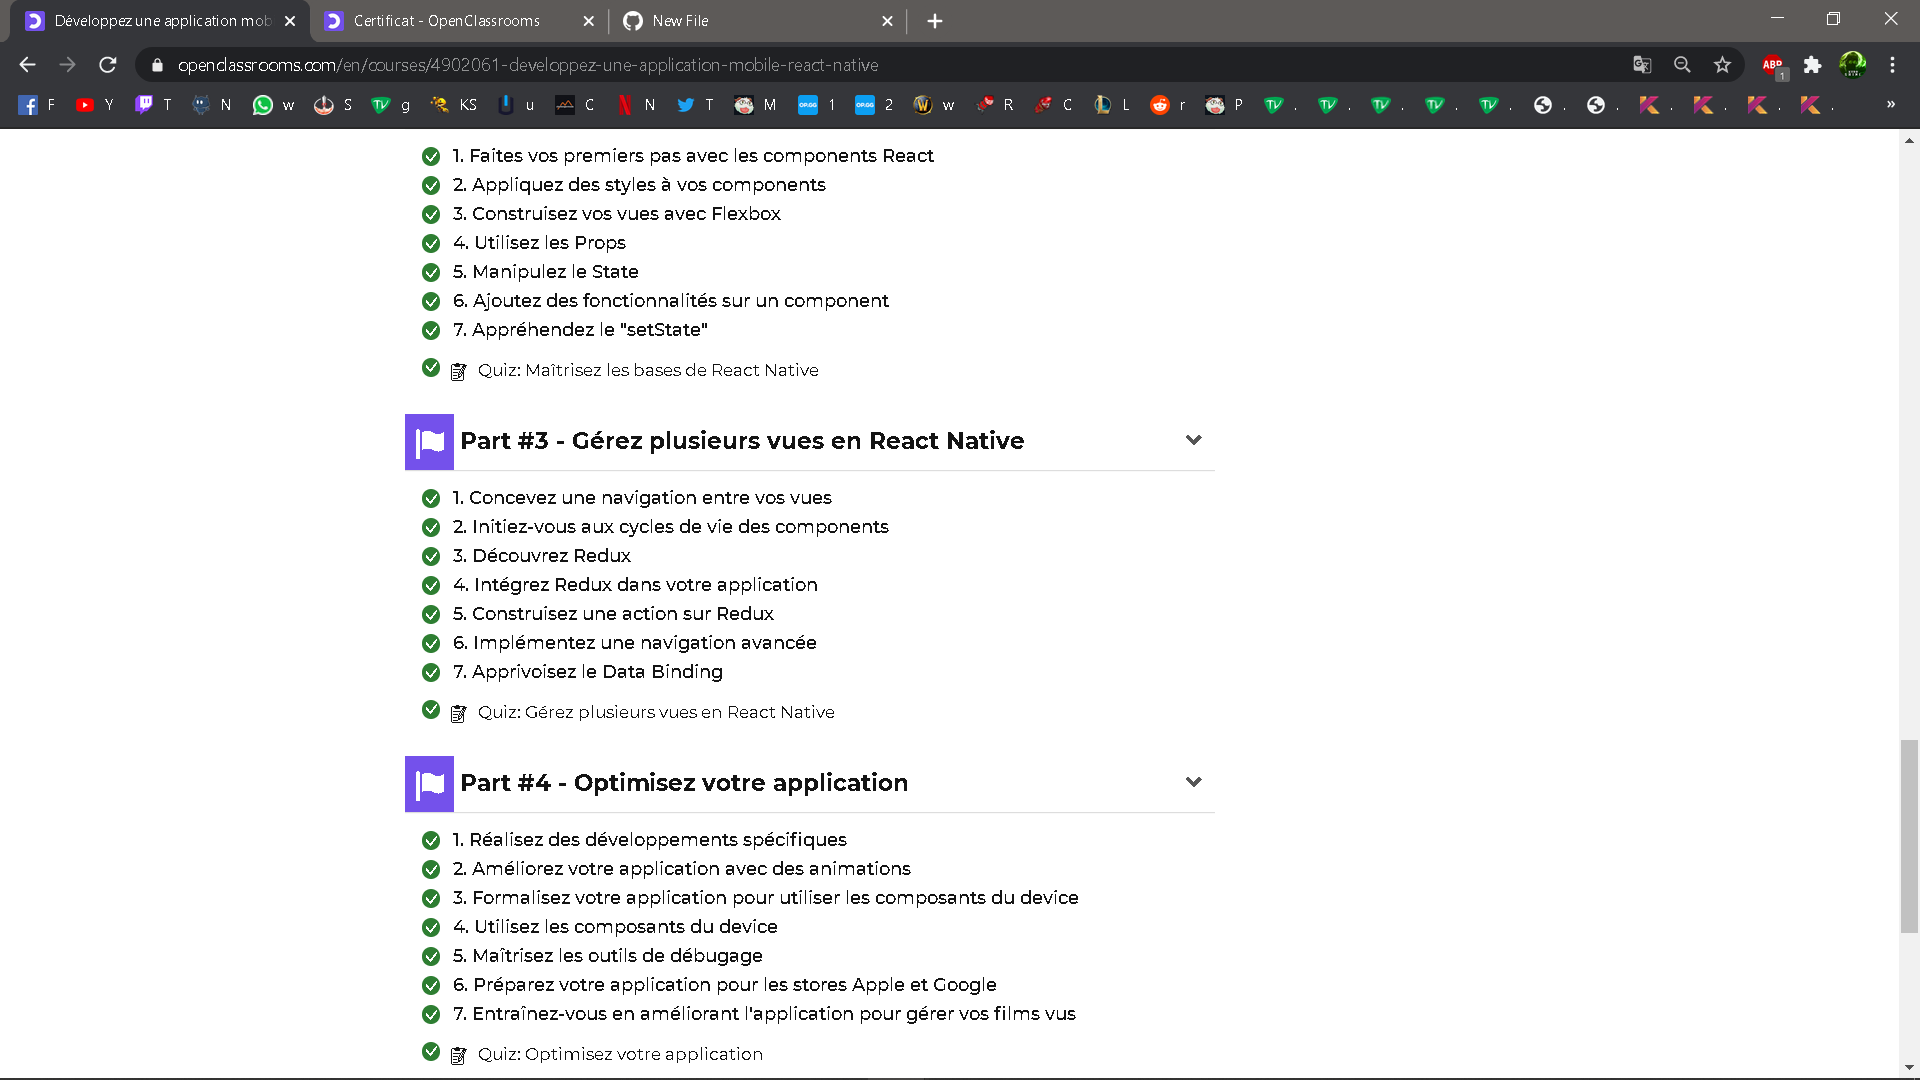 Développez une application mob
Certificat - OpenClassrooms
New File
openclassrooms.com/en/courses/4902061-developpez-une-application-mobile-react-native
ABP
1
F Y T N w S g KS u C N T M 1 2 w R C L r P . . . . . . . . . . . »
1. Faites vos premiers pas avec les components React
2. Appliquez des styles à vos components
3. Construisez vos vues avec Flexbox
4. Utilisez les Props
5. Manipulez le State
6. Ajoutez des fonctionnalités sur un component
7. Appréhendez le "setState"
Quiz: Maîtrisez les bases de React Native
Part #3 - Gérez plusieurs vues en React Native
1. Concevez une navigation entre vos vues
2. Initiez-vous aux cycles de vie des components
3. Découvrez Redux
4. Intégrez Redux dans votre application
5. Construisez une action sur Redux
6. Implémentez une navigation avancée
7. Apprivoisez le Data Binding
Quiz: Gérez plusieurs vues en React Native
Part #4 - Optimisez votre application
1. Réalisez des développements spécifiques
2. Améliorez votre application avec des animations
3. Formalisez votre application pour utiliser les composants du device
4. Utilisez les composants du device
5. Maîtrisez les outils de débugage
6. Préparez votre application pour les stores Apple et Google
7. Entraînez-vous en améliorant l'application pour gérer vos films vus
Quiz: Optimisez votre application